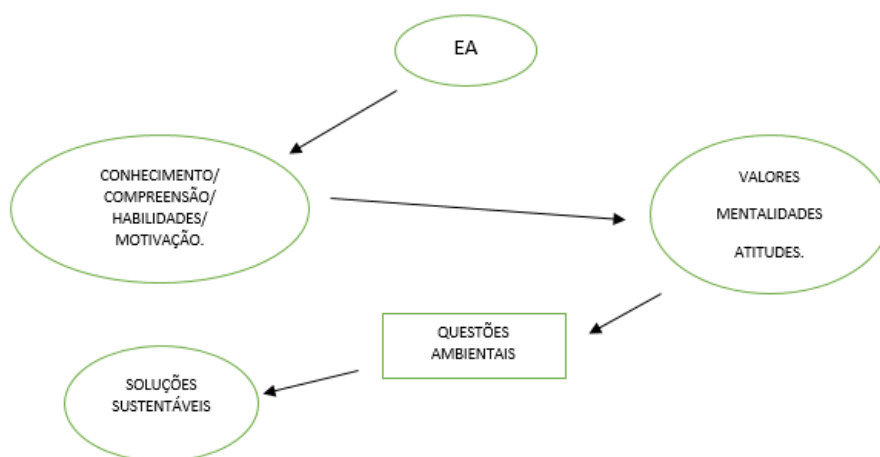 EA
CONHECIMENTO/
COMPREENSÃO/
HABILIDADES/
MOTIVAÇÃO.
VALORES
MENTALIDADES
ATITUDES.
QUESTÕES
AMBIENTAIS
SOLUÇÕES
SUSTENTÁVEIS